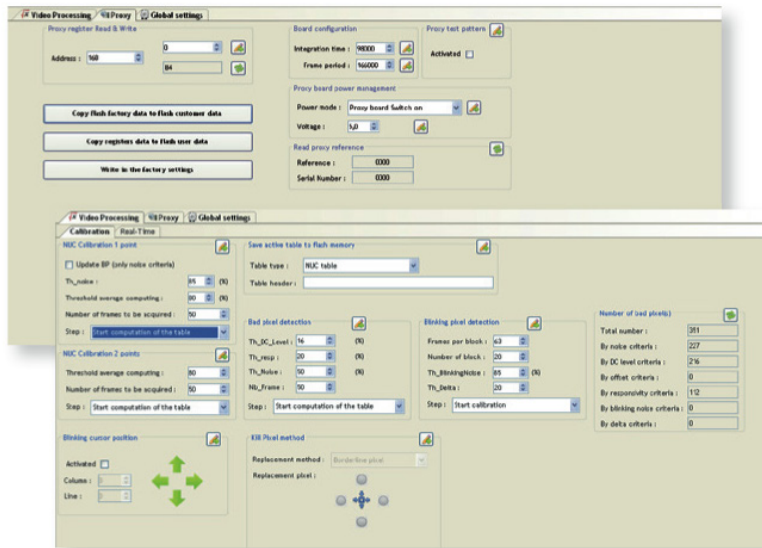 Video Processing Proxy Global settings
Proxy register Read & Write
Address : 168
0
B4
Copy flash factory data to flash customer data
Copy registers data to flash user data
Write in the factory settings
Board configuration
Integration time : 98000
Frame period : 166000
Proxy test pattern
Activated
Proxy board power management
Power mode : Proxy board Switch on
Voltage : 5,0
Read proxy reference
Reference : 0000
Serial Number : 0000
Video Processing Proxy Global settings
Calibration Real-Time
NUC Calibration 1 point
Update BP (only noise criteria)
Th_noise : 85 (%)
Threshold average computing : 80 (%)
Number of frames to be acquired : 50
Step : Start computation of the table
NUC Calibration 2 points
Threshold average computing : 80
Number of frames to be acquired : 50
Step : Start computation of the table
Blinking cursor position
Activated
Column :
Line :
Save active table to flash memory
Table type : NUC table
Table header :
Bad pixel detection
Th_DC_Level : 16 (%)
Th_resp : 20 (%)
Th_Noise : 50 (%)
Nb_Frame : 50
Step : Start computation of the table
Kill Pixel method
Replacement method : Borderline pixel
Replacement pixel :
Blinking pixel detection
Frames per block : 63
Number of block : 20
Th_BlinkingNoise : 85 (%)
Th_Delta : 20
Step : Start calibration
Number of bad pixel(s)
Total number : 311
By noise criteria : 227
By DC level criteria : 216
By offset criteria : 0
By responsivity criteria : 112
By blinking noise criteria : 0
By delta criteria : 0